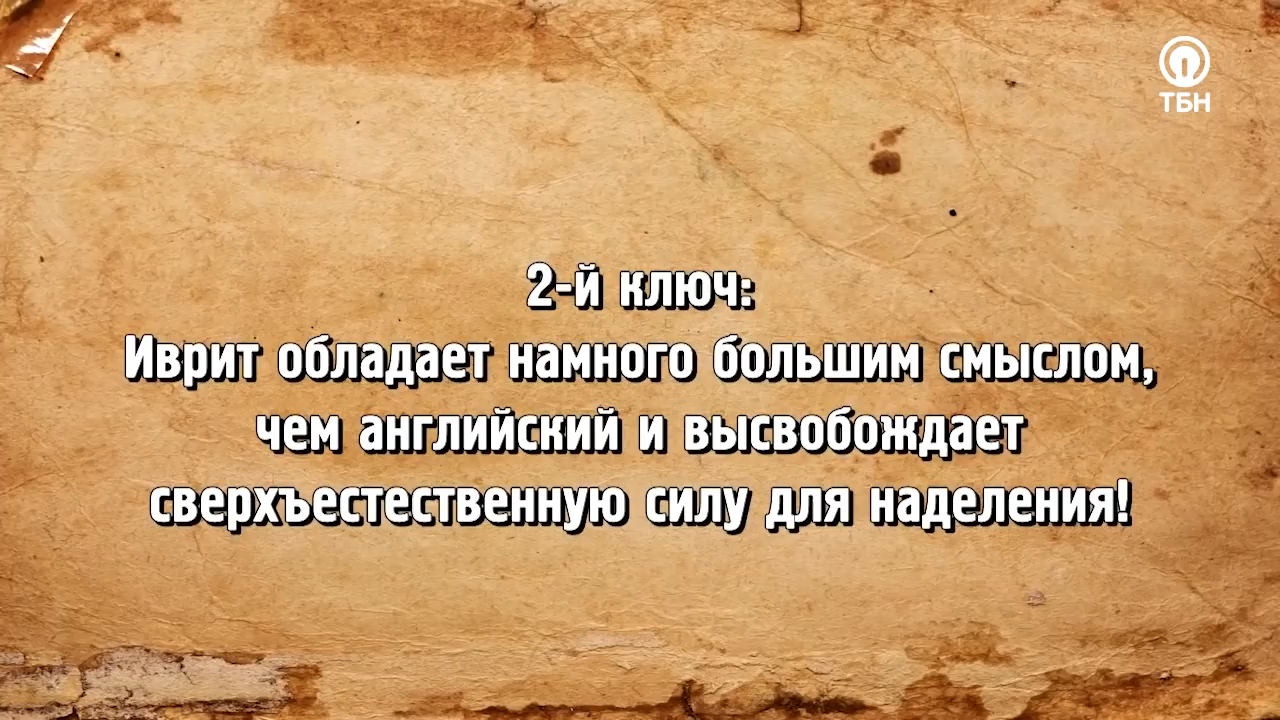 ТБН
2-й ключ:
Иврит обладает намного большим смыслом,
чем английский и высвобождает
сверхъестественную силу для наделения!